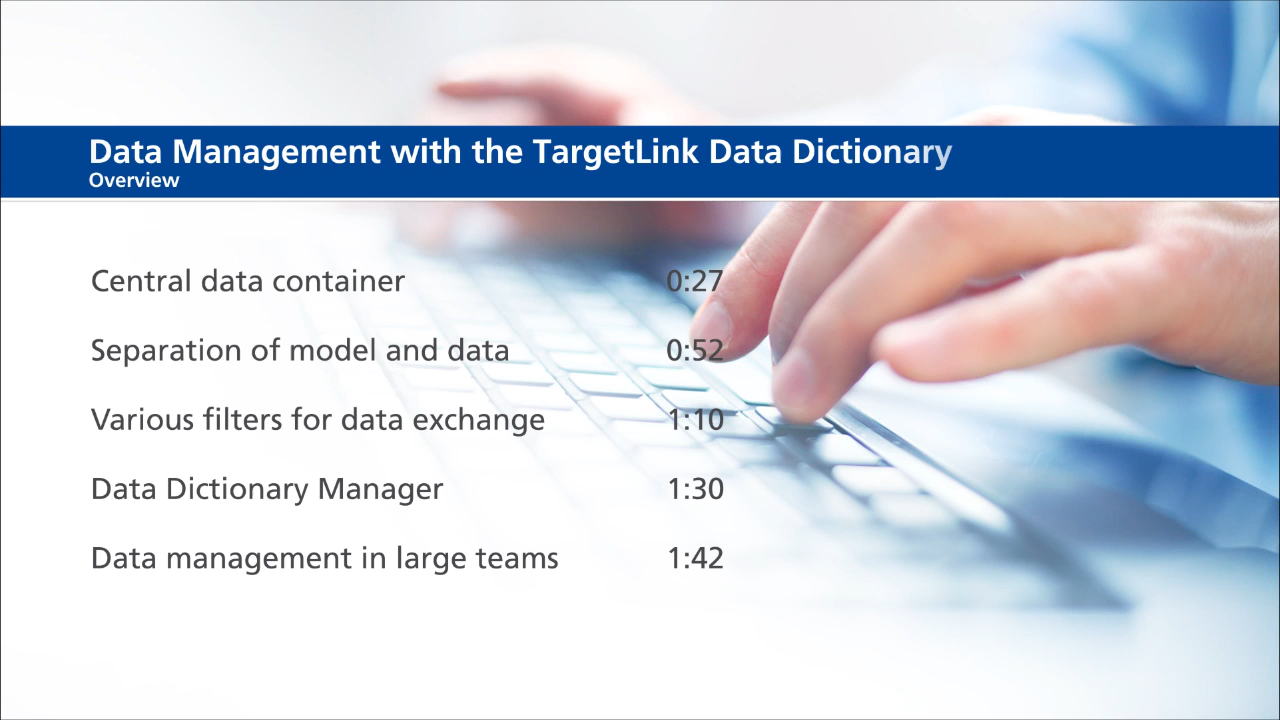 Data Management with the TargetLink Data Dictionary
Overview
Central data container 0:27
Separation of model and data 0:52
Various filters for data exchange 1:10
Data Dictionary Manager 1:30
Data management in large teams 1:42